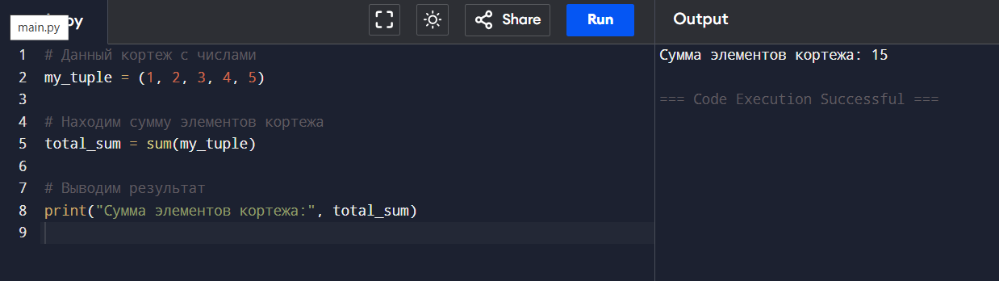 main.py
py
Share
Run
Output
1 # Данный кортеж с числами
2 my_tuple = (1, 2, 3, 4, 5)
3
4 # Находим сумму элементов кортежа
5 total_sum = sum(my_tuple)
6
7 # Выводим результат
8 print("Сумма элементов кортежа:", total_sum)
9
Сумма элементов кортежа: 15
=== Code Execution Successful ===